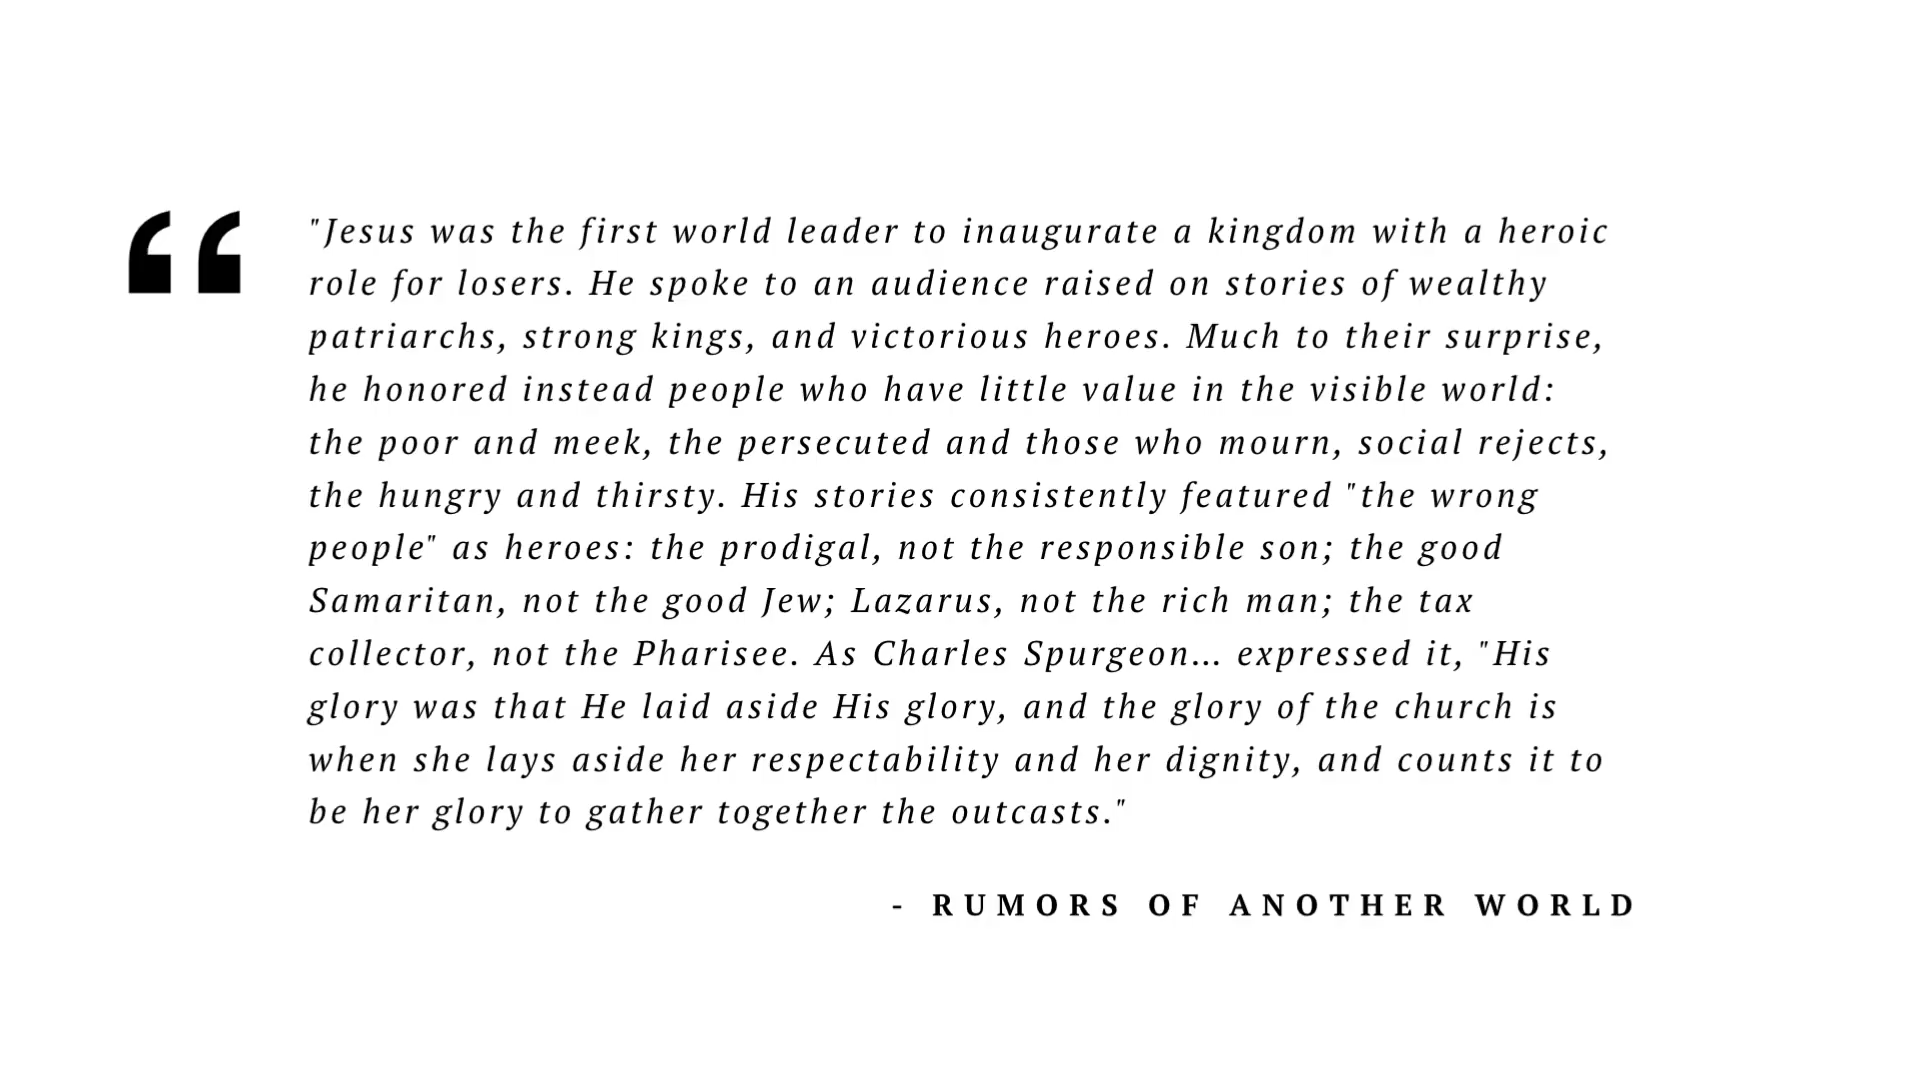 "Jesus was the first world leader to inaugurate a kingdom with a heroic
role for losers. He spoke to an audience raised on stories of wealthy
patriarchs, strong kings, and victorious heroes. Much to their surprise,
he honored instead people who have little value in the visible world:
the poor and meek, the persecuted and those who mourn, social rejects,
the hungry and thirsty. His stories consistently featured "the wrong
people" as heroes: the prodigal, not the responsible son; the good
Samaritan, not the good Jew; Lazarus, not the rich man; the tax
collector, not the Pharisee. As Charles Spurgeon... expressed it, "His
glory was that He laid aside His glory, and the glory of the church is
when she lays aside her respectability and her dignity, and counts it to
be her glory to gather together the outcasts."
- RUMORS OF ANOTHER WORLD